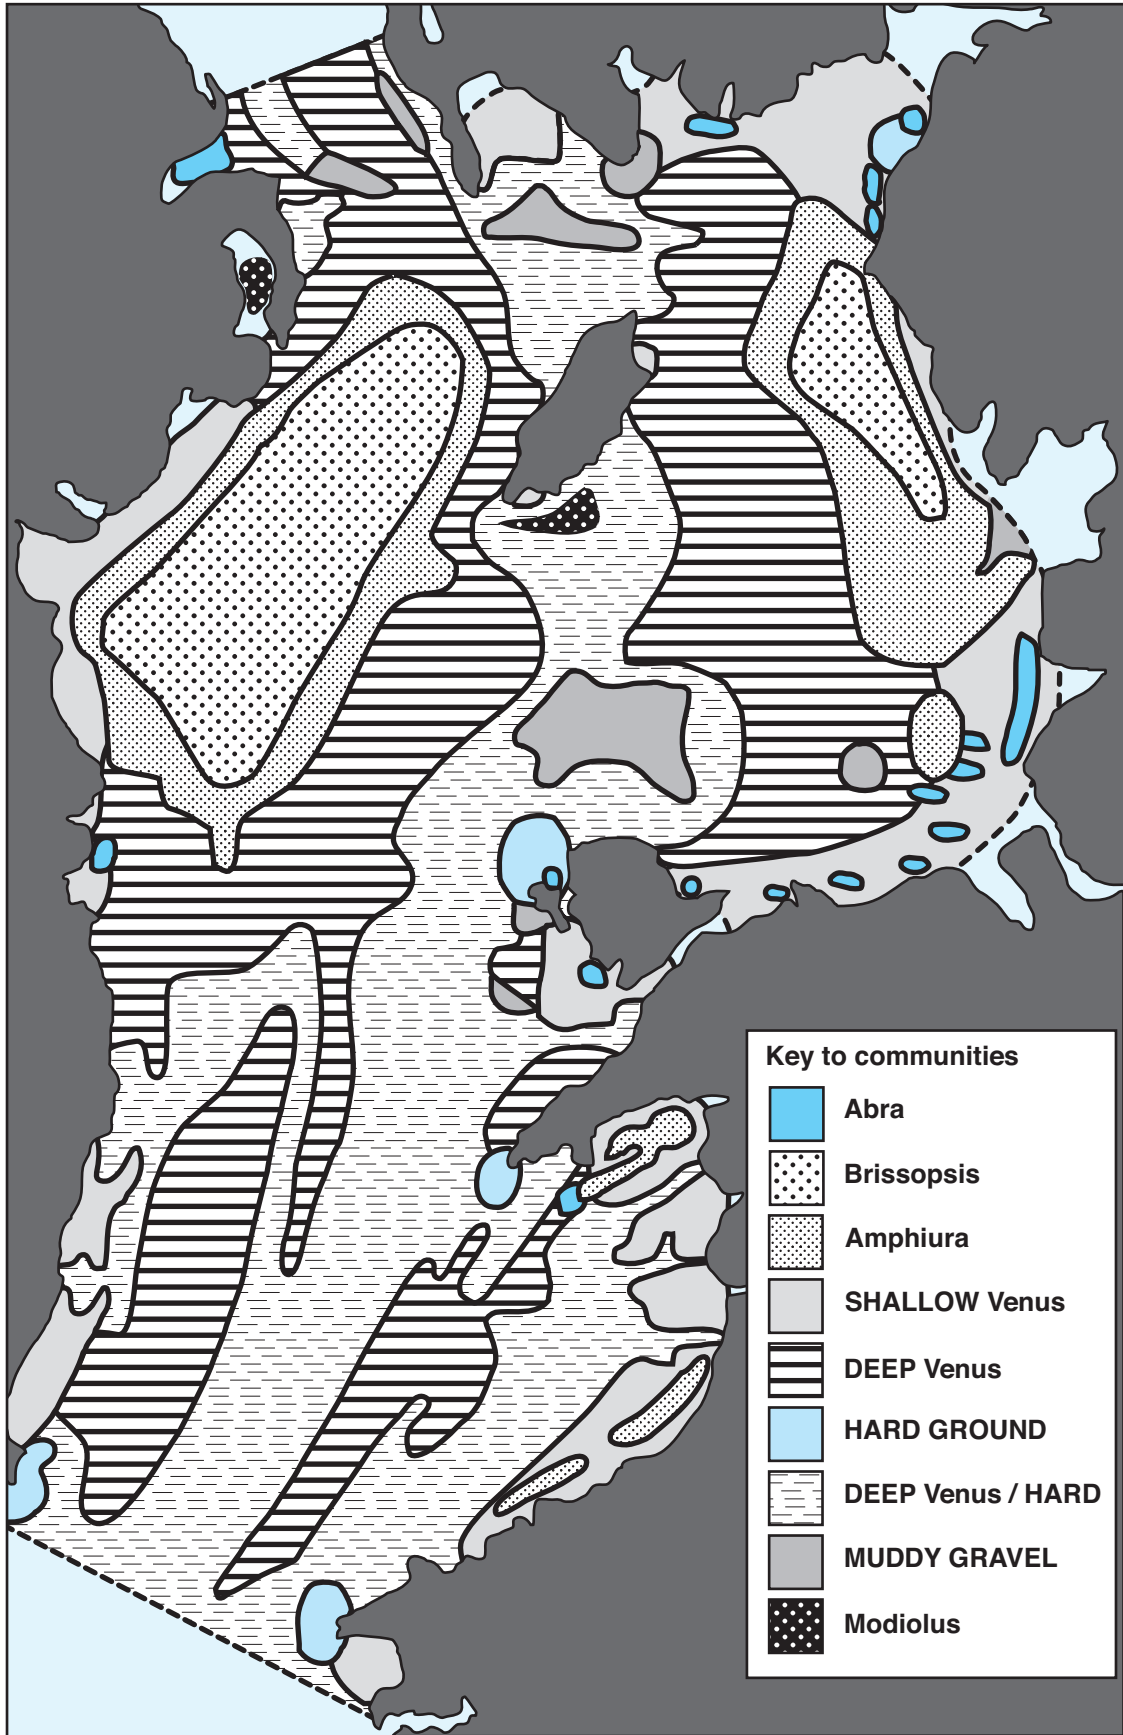 Key to communities
Abra
Brissopsis
Amphiura
SHALLOW Venus
DEEP Venus
HARD GROUND
DEEP Venus / HARD
MUDDY GRAVEL
Modiolus